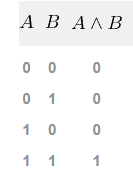 A B A ∧ B
0 0 0
0 1 0
1 0 0
1 1 1